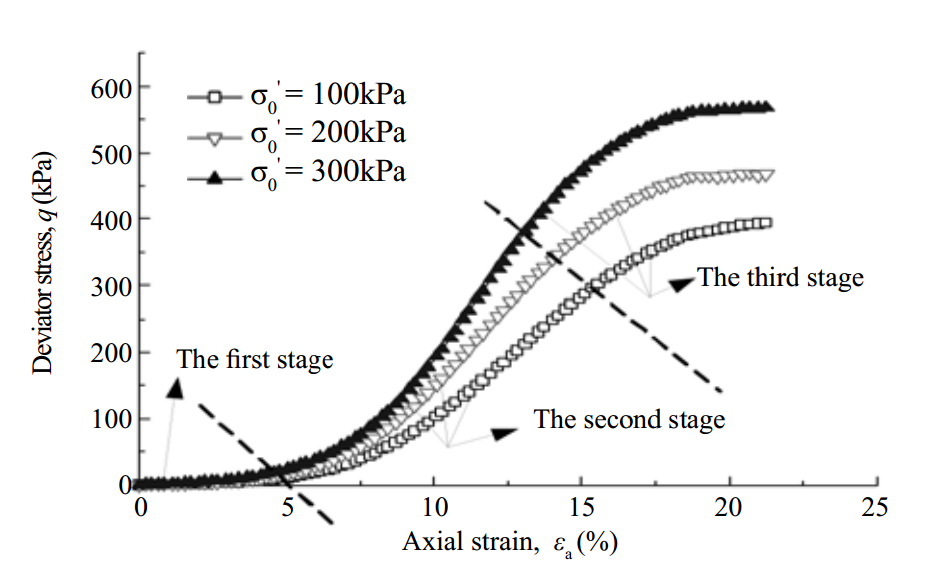 600
500
400
300
200
100
0
Deviator stress, q (kPa)
σ₀' = 100kPa
σ₀' = 200kPa
σ₀' = 300kPa
The first stage
The second stage
The third stage
0 5 10 15 20 25
Axial strain, εₐ (%)